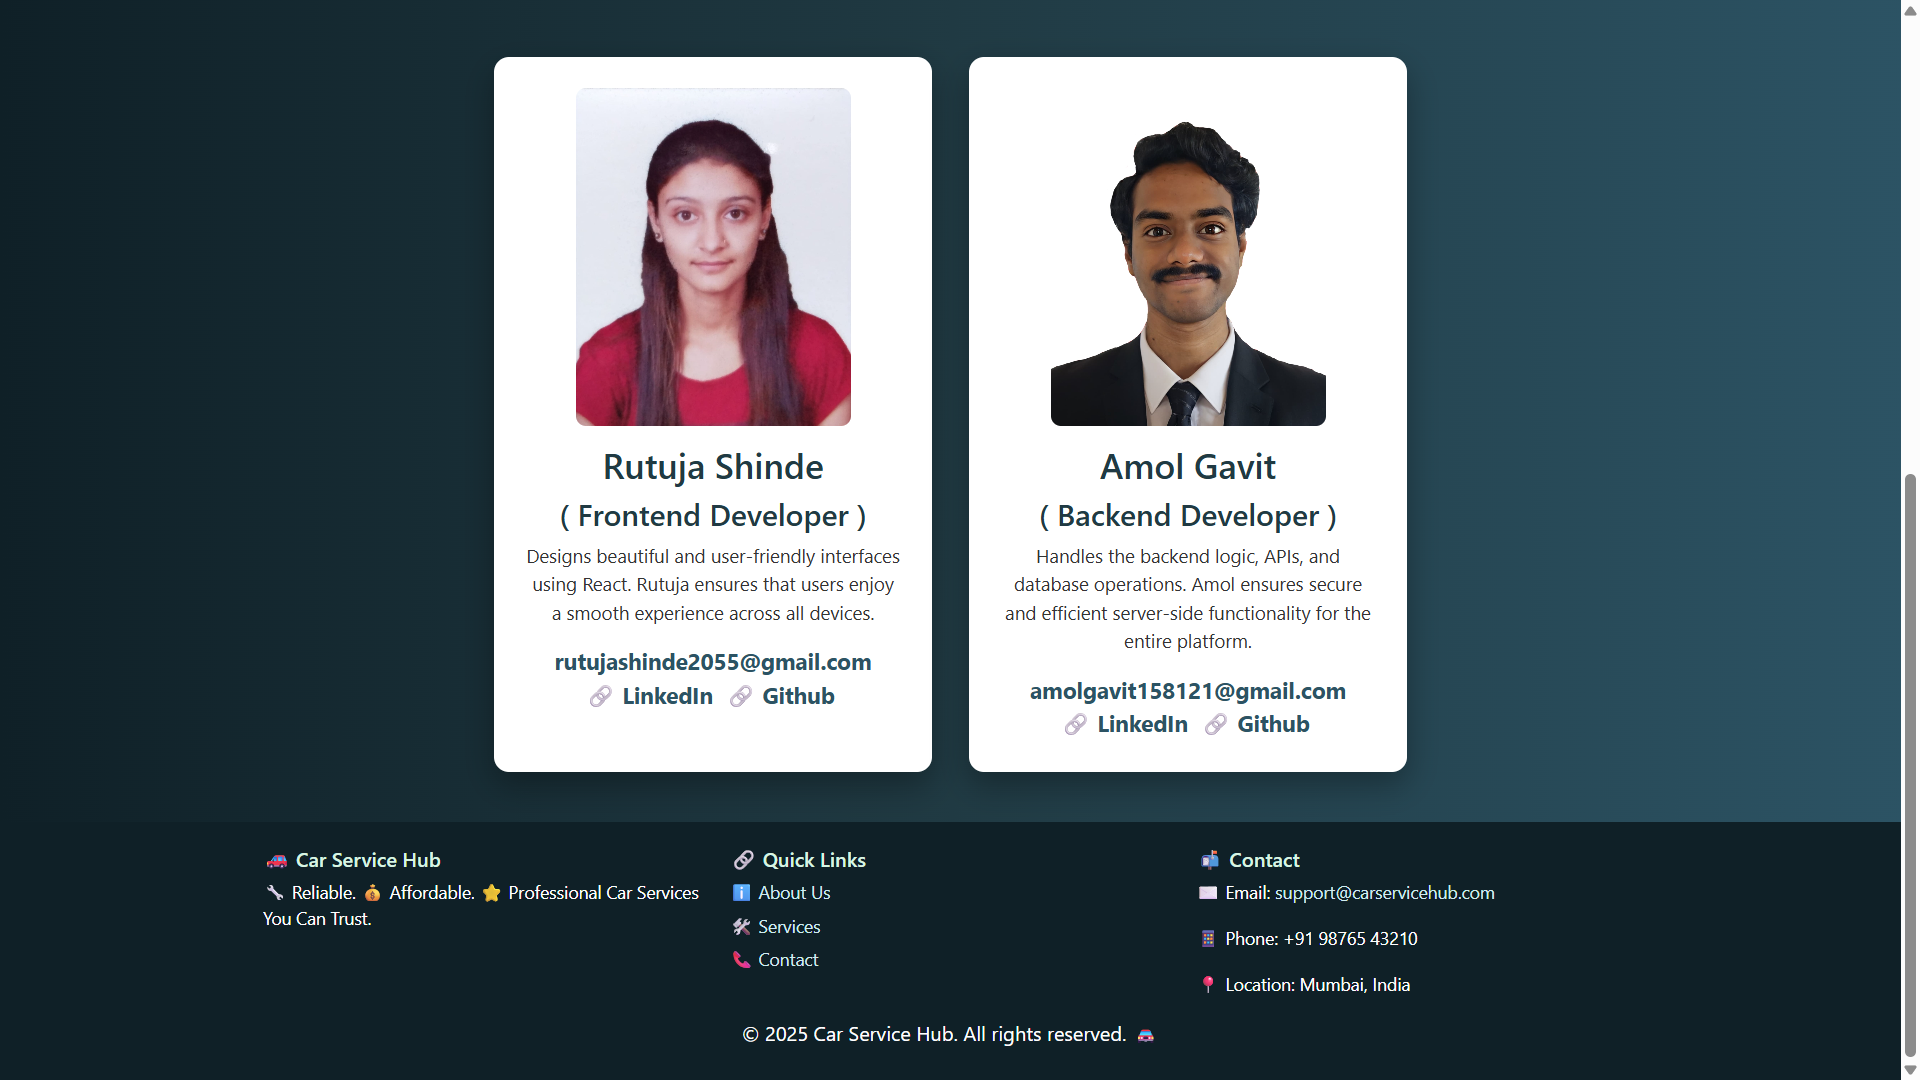 Rutuja Shinde
( Frontend Developer )
Designs beautiful and user-friendly interfaces
using React. Rutuja ensures that users enjoy
a smooth experience across all devices.
rutujashinde2055@gmail.com
🔗 LinkedIn 🔗 Github
Amol Gavit
( Backend Developer )
Handles the backend logic, APIs, and
database operations. Amol ensures secure
and efficient server-side functionality for the
entire platform.
amolgavit158121@gmail.com
🔗 LinkedIn 🔗 Github
🚗 Car Service Hub
🔧 Reliable. 💰 Affordable. ⭐ Professional Car Services
You Can Trust.
🔗 Quick Links
ℹ️ About Us
🛠️ Services
📞 Contact
📬 Contact
✉️ Email: support@carservicehub.com
📱 Phone: +91 98765 43210
📍 Location: Mumbai, India
© 2025 Car Service Hub. All rights reserved. 🚘